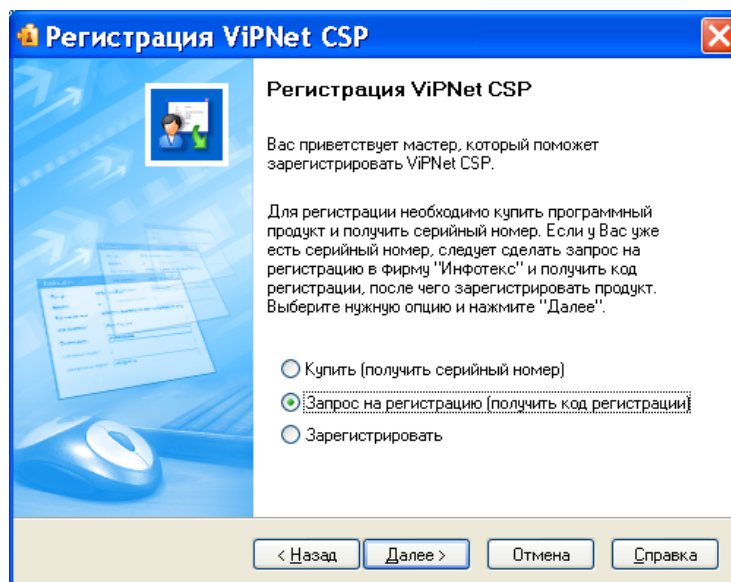 Регистрация ViPNet CSP
Регистрация ViPNet CSP
Вас приветствует мастер, который поможет
зарегистрировать ViPNet CSP.
Для регистрации необходимо купить программный
продукт и получить серийный номер. Если у Вас уже
есть серийный номер, следует сделать запрос на
регистрацию в фирму "Инфотекс" и получить код
регистрации, после чего зарегистрировать продукт.
Выберите нужную опцию и нажмите "Далее".
Купить (получить серийный номер)
Запрос на регистрацию (получить код регистрации)
Зарегистрировать
< Назад Далее > Отмена Справка